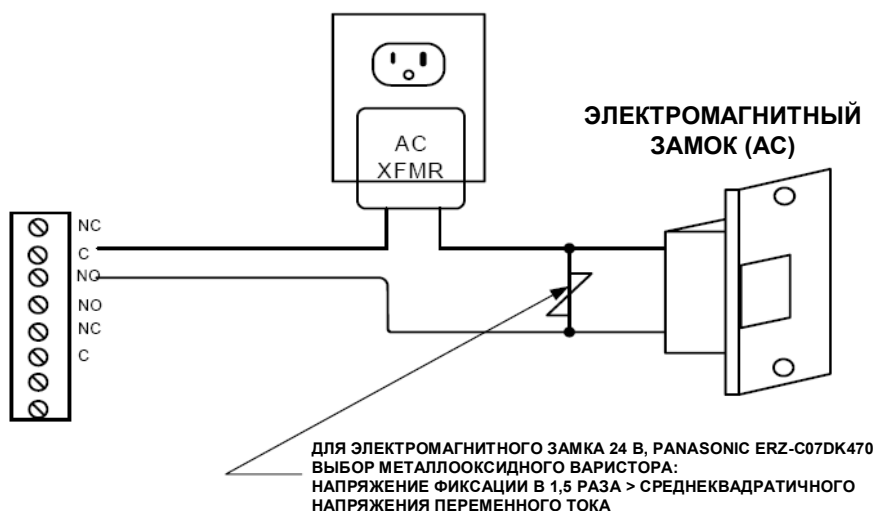 AC
XFMR
ЭЛЕКТРОМАГНИТНЫЙ
ЗАМОК (AC)
NC
C
NO
NO
NC
C
ДЛЯ ЭЛЕКТРОМАГНИТНОГО ЗАМКА 24 В, PANASONIC ERZ-C07DK470
ВЫБОР МЕТАЛЛООКСИДНОГО ВАРИСТОРА:
НАПРЯЖЕНИЕ ФИКСАЦИИ В 1,5 РАЗА > СРЕДНЕКВАДРАТИЧНОГО
НАПРЯЖЕНИЯ ПЕРЕМЕННОГО ТОКА